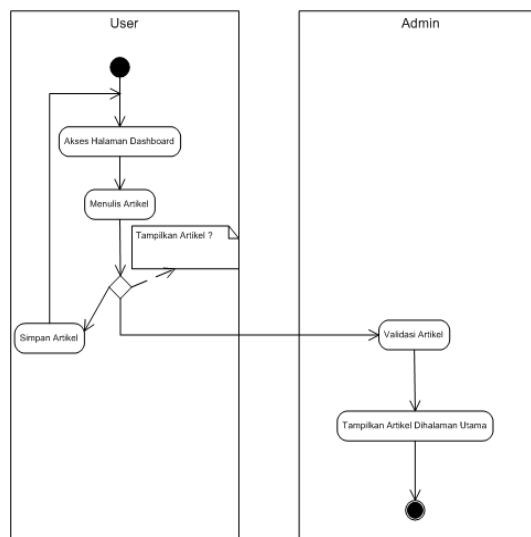 User
Admin
Akses Halaman Dashboard
Menulis Artikel
Tampilkan Artikel ?
Simpan Artikel
Validasi Artikel
Tampilkan Artikel Dihalaman Utama